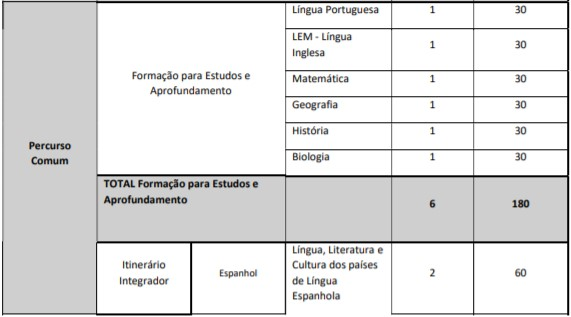 Língua Portuguesa 1 30
LEM - Língua
Inglesa 1 30
Formação para Estudos e
Aprofundamento
Matemática 1 30
Geografia 1 30
História 1 30
Biologia 1 30
Percurso
Comum
TOTAL Formação para Estudos e
Aprofundamento 6 180
Itinerário
Integrador
Espanhol
Língua, Literatura e
Cultura dos países
de Língua
Espanhola
2 60